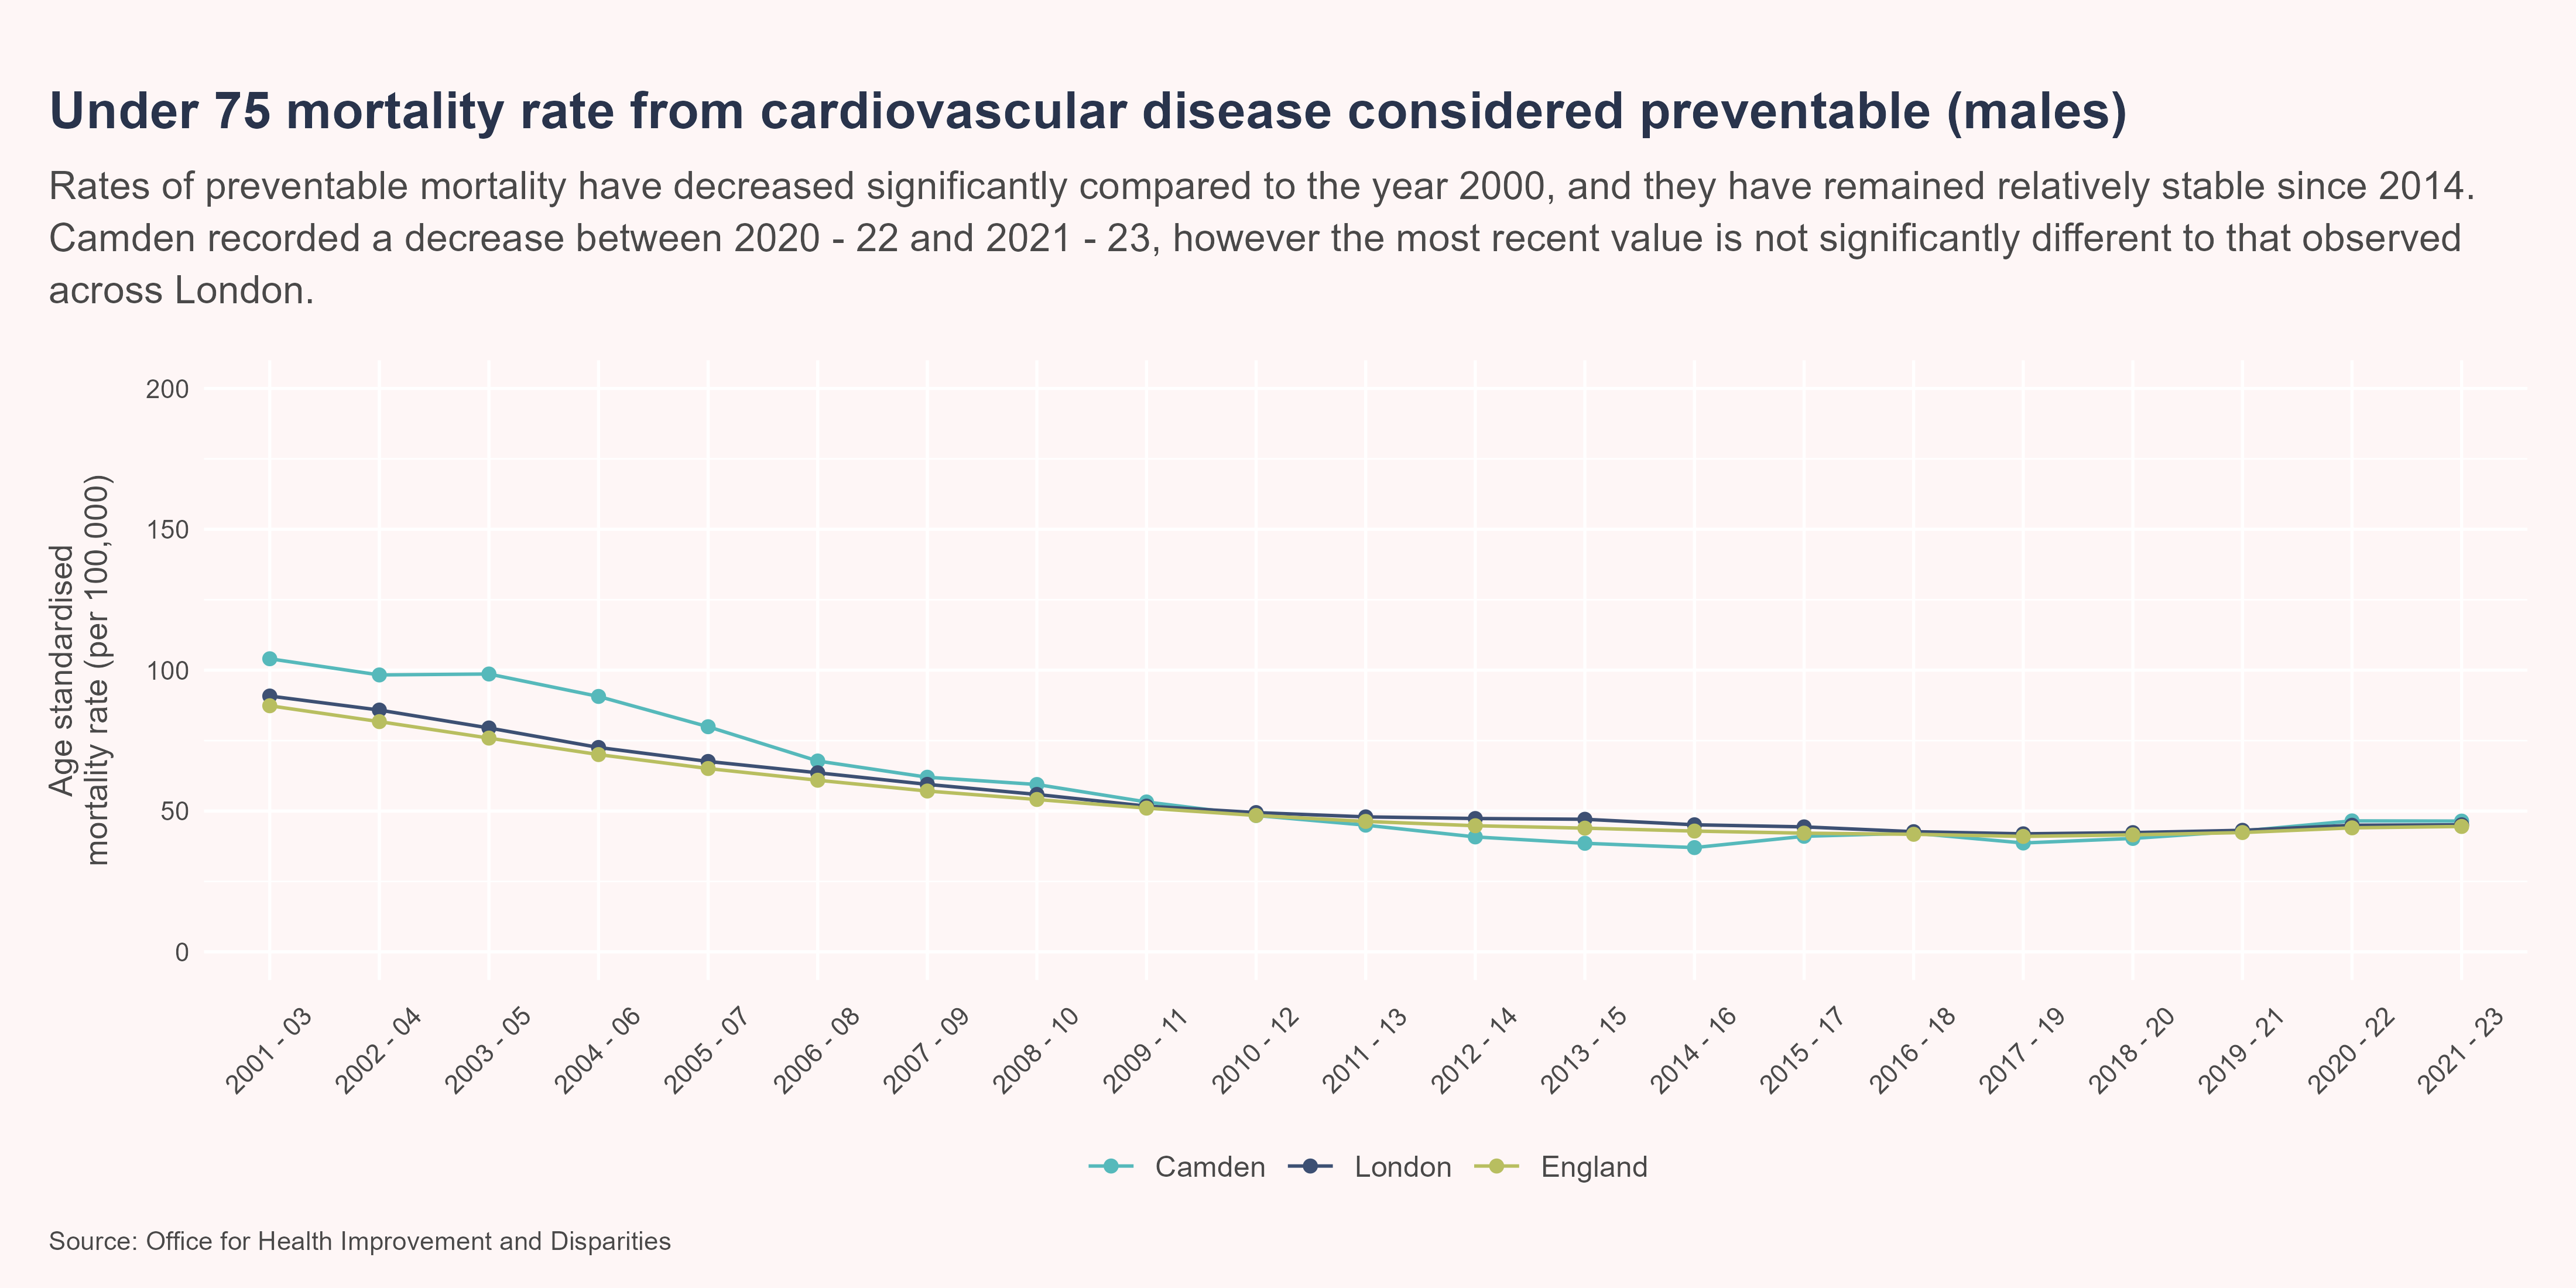 Under 75 mortality rate from cardiovascular disease considered preventable (males)
Rates of preventable mortality have decreased significantly compared to the year 2000, and they have remained relatively stable since 2014.
Camden recorded a decrease between 2020 - 22 and 2021 - 23, however the most recent value is not significantly different to that observed
across London.
Age standardised
mortality rate (per 100,000)
200
150
100
50
0
2001 - 03
2002 - 04
2003 - 05
2004 - 06
2005 - 07
2006 - 08
2007 - 09
2008 - 10
2009 - 11
2010 - 12
2011 - 13
2012 - 14
2013 - 15
2014 - 16
2015 - 17
2016 - 18
2017 - 19
2018 - 20
2019 - 21
2020 - 22
2021 - 23
Camden
London
England
Source: Office for Health Improvement and Disparities